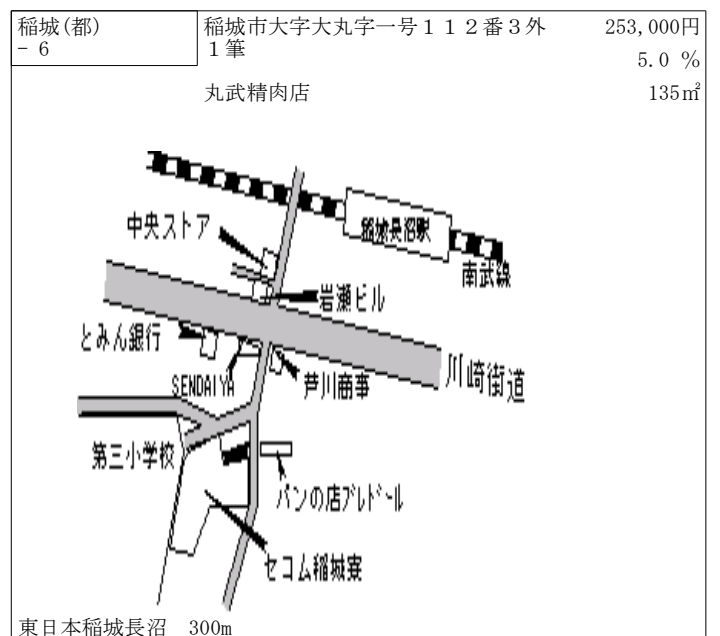 稲城(都)
－６
稲城市大字大丸字一号１１２番３外
１筆
253,000円
5.0 %
丸武精肉店
135㎡
中央ストア
稲城長沼駅
南武線
岩瀬ビル
とみん銀行
SENDAIYA
芦川商事
川崎街道
第三小学校
パンの店プレドール
セコム稲城寮
東日本稲城長沼 300m